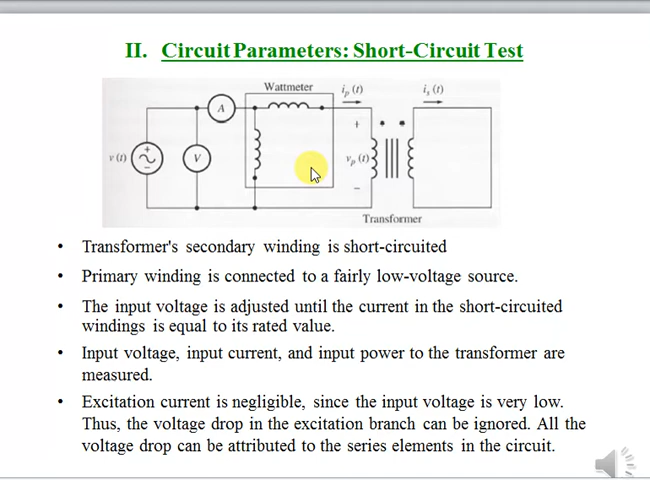 II. Circuit Parameters: Short-Circuit Test
Wattmeter
i_p (t)
i_s (t)
A
+
v (t)
+
-
V
v_p (t)
-
Transformer
• Transformer's secondary winding is short-circuited
• Primary winding is connected to a fairly low-voltage source.
• The input voltage is adjusted until the current in the short-circuited
windings is equal to its rated value.
• Input voltage, input current, and input power to the transformer are
measured.
• Excitation current is negligible, since the input voltage is very low.
Thus, the voltage drop in the excitation branch can be ignored. All the
voltage drop can be attributed to the series elements in the circuit.